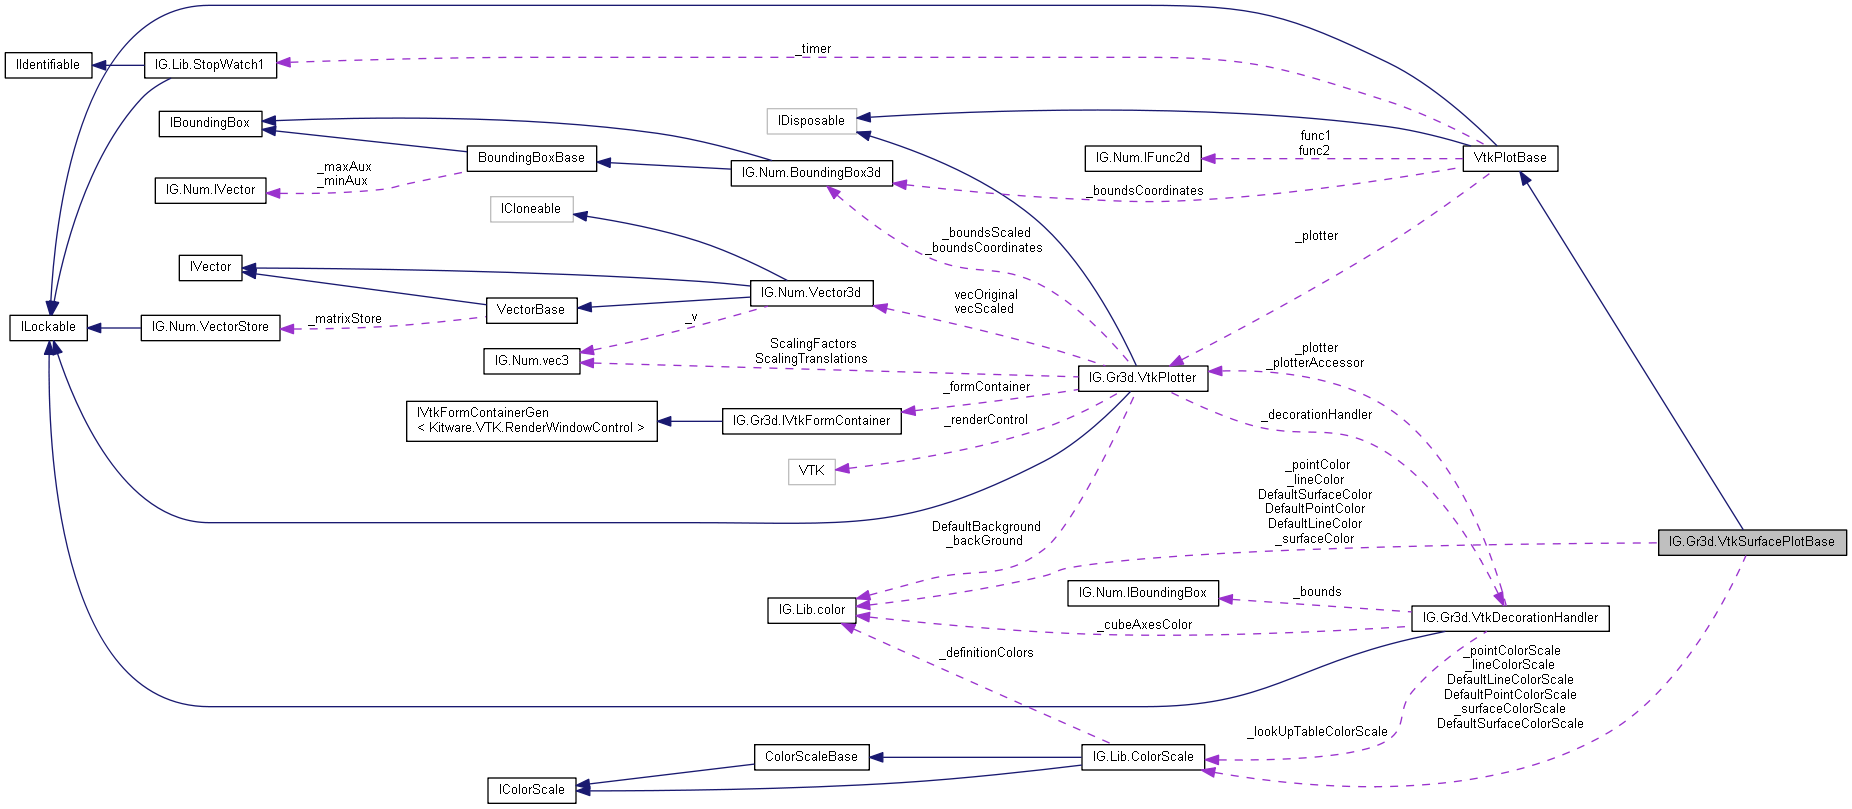 _timer
IIdentifiable
IG.Lib.StopWatch1
IBoundingBox
IDisposable
func1
func2
IG.Num.IFunc2d
VtkPlotBase
BoundingBoxBase
_maxAux
_minAux
IG.Num.IVector
IG.Num.BoundingBox3d
_boundsCoordinates
ICloneable
_boundsScaled
_boundsCoordinates
_plotter
IVector
IG.Num.Vector3d
vecOriginal
vecScaled
VectorBase
_matrixStore
_v
ILockable
IG.Num.VectorStore
IG.Num.vec3
ScalingFactors
ScalingTranslations
_plotter
_plotterAccessor
IG.Gr3d.VtkPlotter
_formContainer
IVtkFormContainerGen
< Kitware.VTK.RenderWindowControl >
IG.Gr3d.IVtkFormContainer
_renderControl
_decorationHandler
VTK
_pointColor
_lineColor
DefaultSurfaceColor
DefaultPointColor
DefaultLineColor
_surfaceColor
DefaultBackground
_backGround
IG.Gr3d.VtkSurfacePlotBase
IG.Lib.color
IG.Num.IBoundingBox
_bounds
_cubeAxesColor
IG.Gr3d.VtkDecorationHandler
_definitionColors
_pointColorScale
_lineColorScale
DefaultLineColorScale
DefaultPointColorScale
_surfaceColorScale
DefaultSurfaceColorScale
_lookUpTableColorScale
ColorScaleBase
IG.Lib.ColorScale
IColorScale